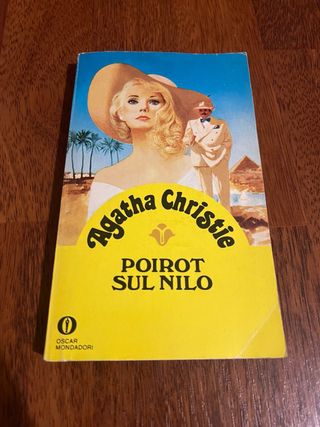 Agatha Christie
POIROT
SUL NILO
OSCAR
MONDADORI